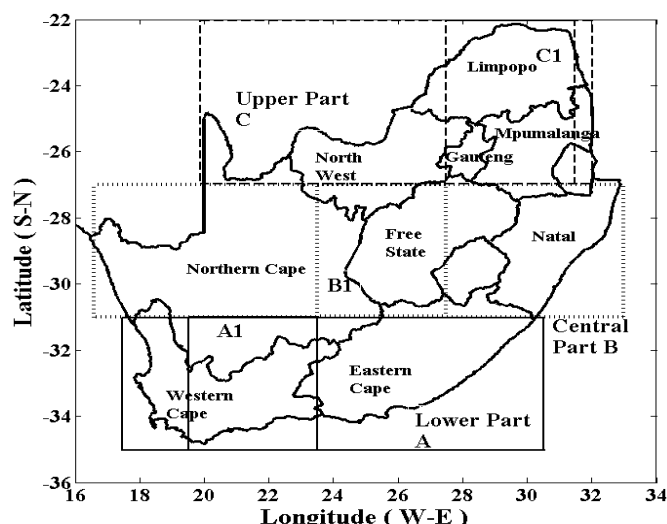 -22
-24
-26
-28
-30
-32
-34
-36
Latitude ( S-N )
C1
Limpopo
Upper Part
C
Mpumalanga
North
West
Gauteng
Free
State
Natal
Northern Cape
B1
A1
Central
Part B
Eastern
Cape
Western
Cape
Lower Part
A
16 18 20 22 24 26 28 30 32 34
Longitude ( W-E )